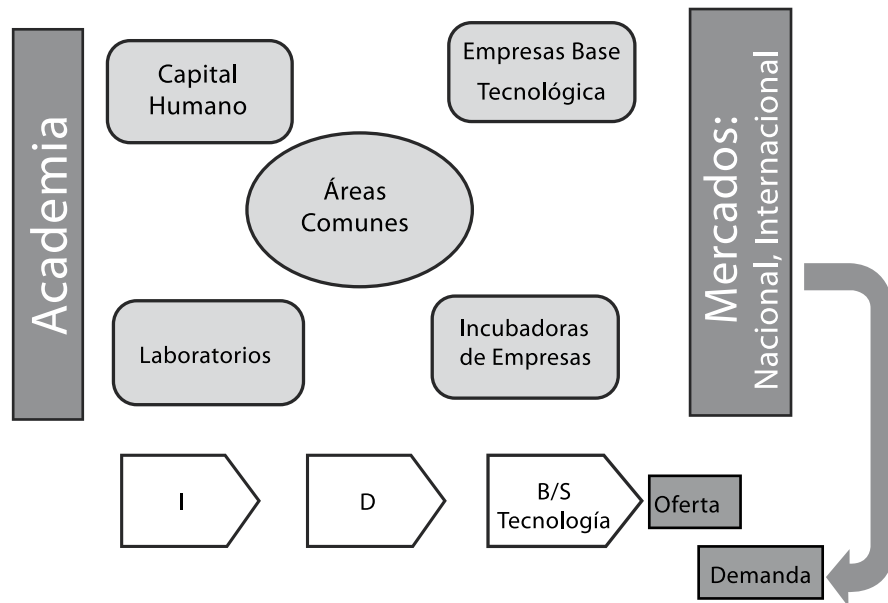 Academia
Capital
Humano
Empresas Base
Tecnológica
Áreas
Comunes
Laboratorios
Incubadoras
de Empresas
Mercados:
Nacional, Internacional
I
D
B/S
Tecnología
Oferta
Demanda